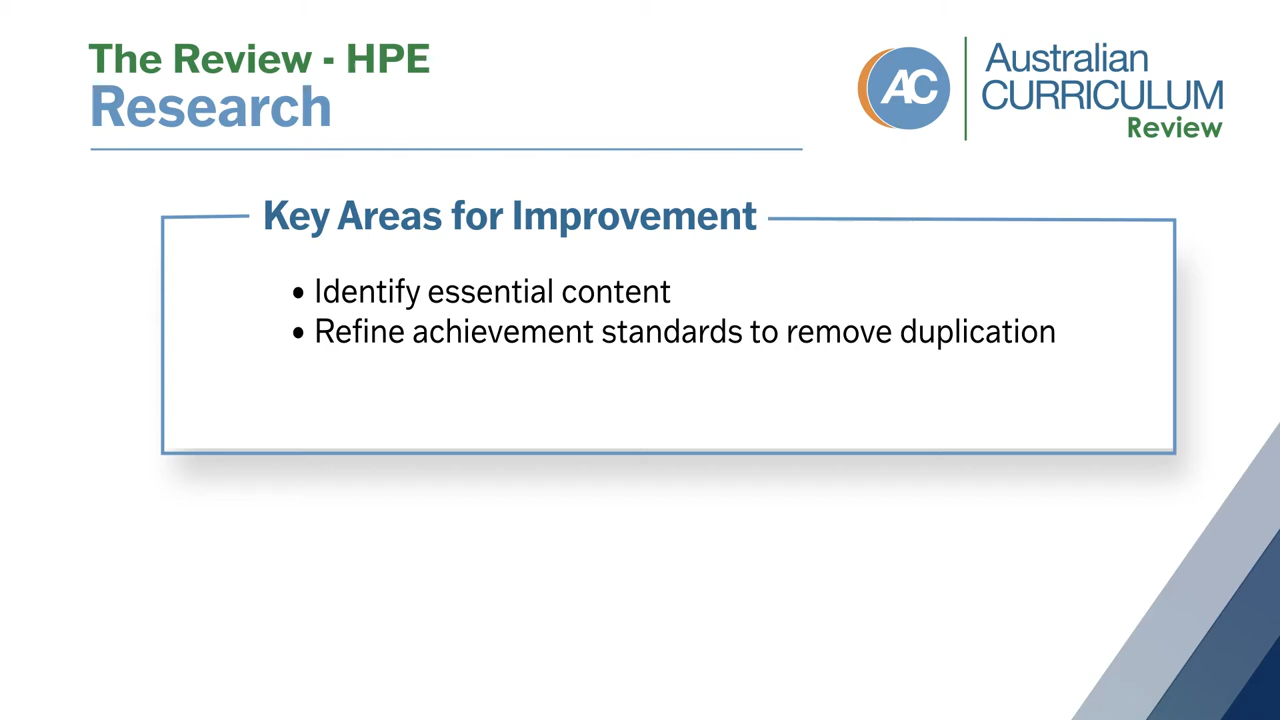 The Review - HPE
Research
AC
Australian
CURRICULUM
Review
Key Areas for Improvement
• Identify essential content
• Refine achievement standards to remove duplication